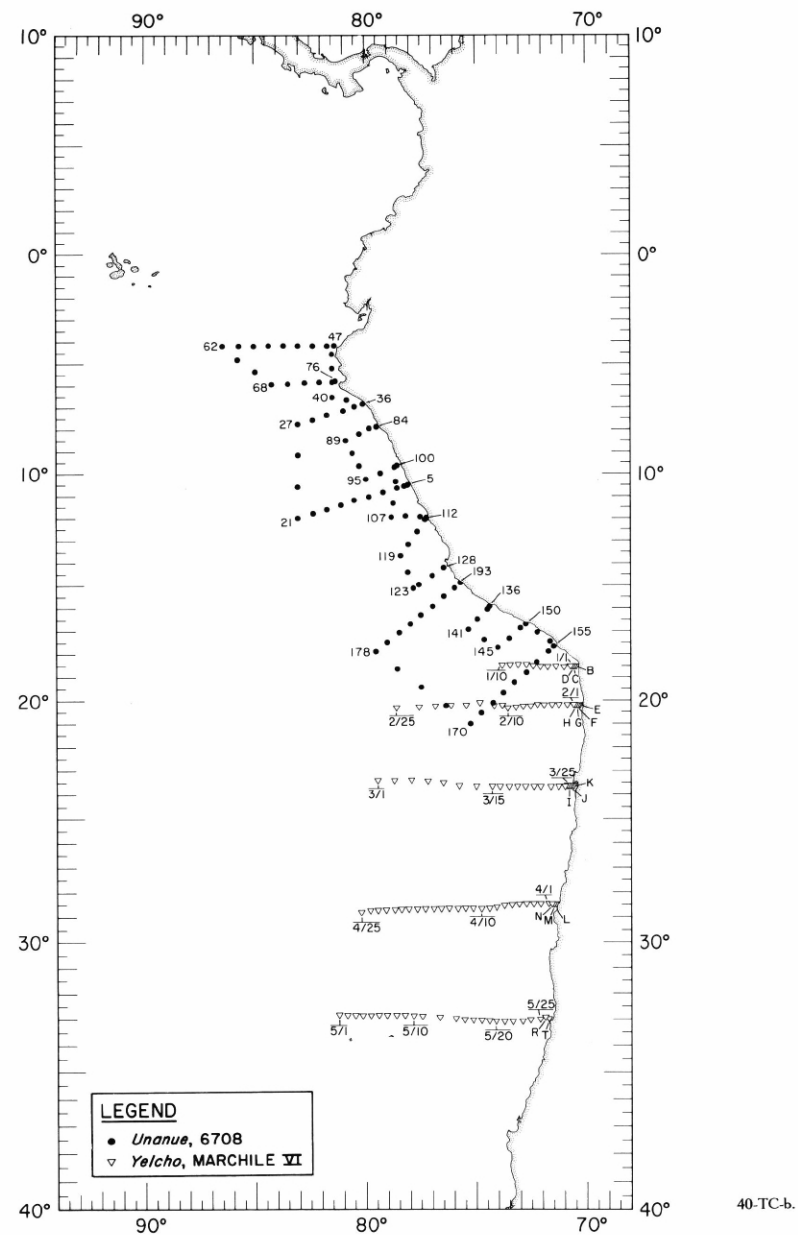 90° 80° 70°
10° 10°
0° 0°
62 47
76
68
40 36
27 84
89
100
95 5
21 107 112
119 128
193
123 136
141 150
145 155
178 1/1
1/10 B
D C
2/1
E
2/25 2/10 H G F
20° 20°
170
3/25 K
3/1 3/15 I J
4/1
N M L
4/25 4/10
30° 30°
5/25
5/1 5/10 5/20 R T
LEGEND
● Unanue, 6708
▽ Yelcho, MARCHILE VI
10° 40° 40°
90° 80° 70°
40-TC-b.